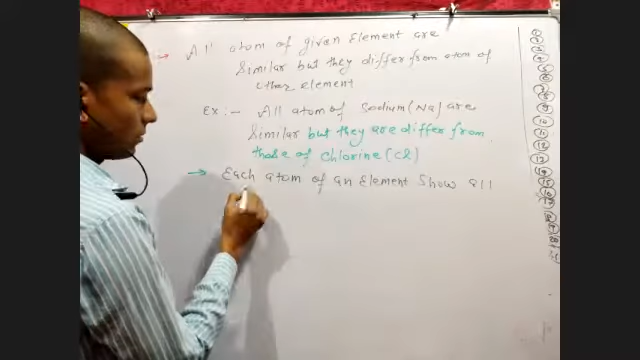 → All atom of given Element are
Similar but they differ from atom of
other element
Ex:- All atom of Sodium (Na) are
Similar but they are differ from
those of chlorine (Cl)
→ Each atom of an Element Show all